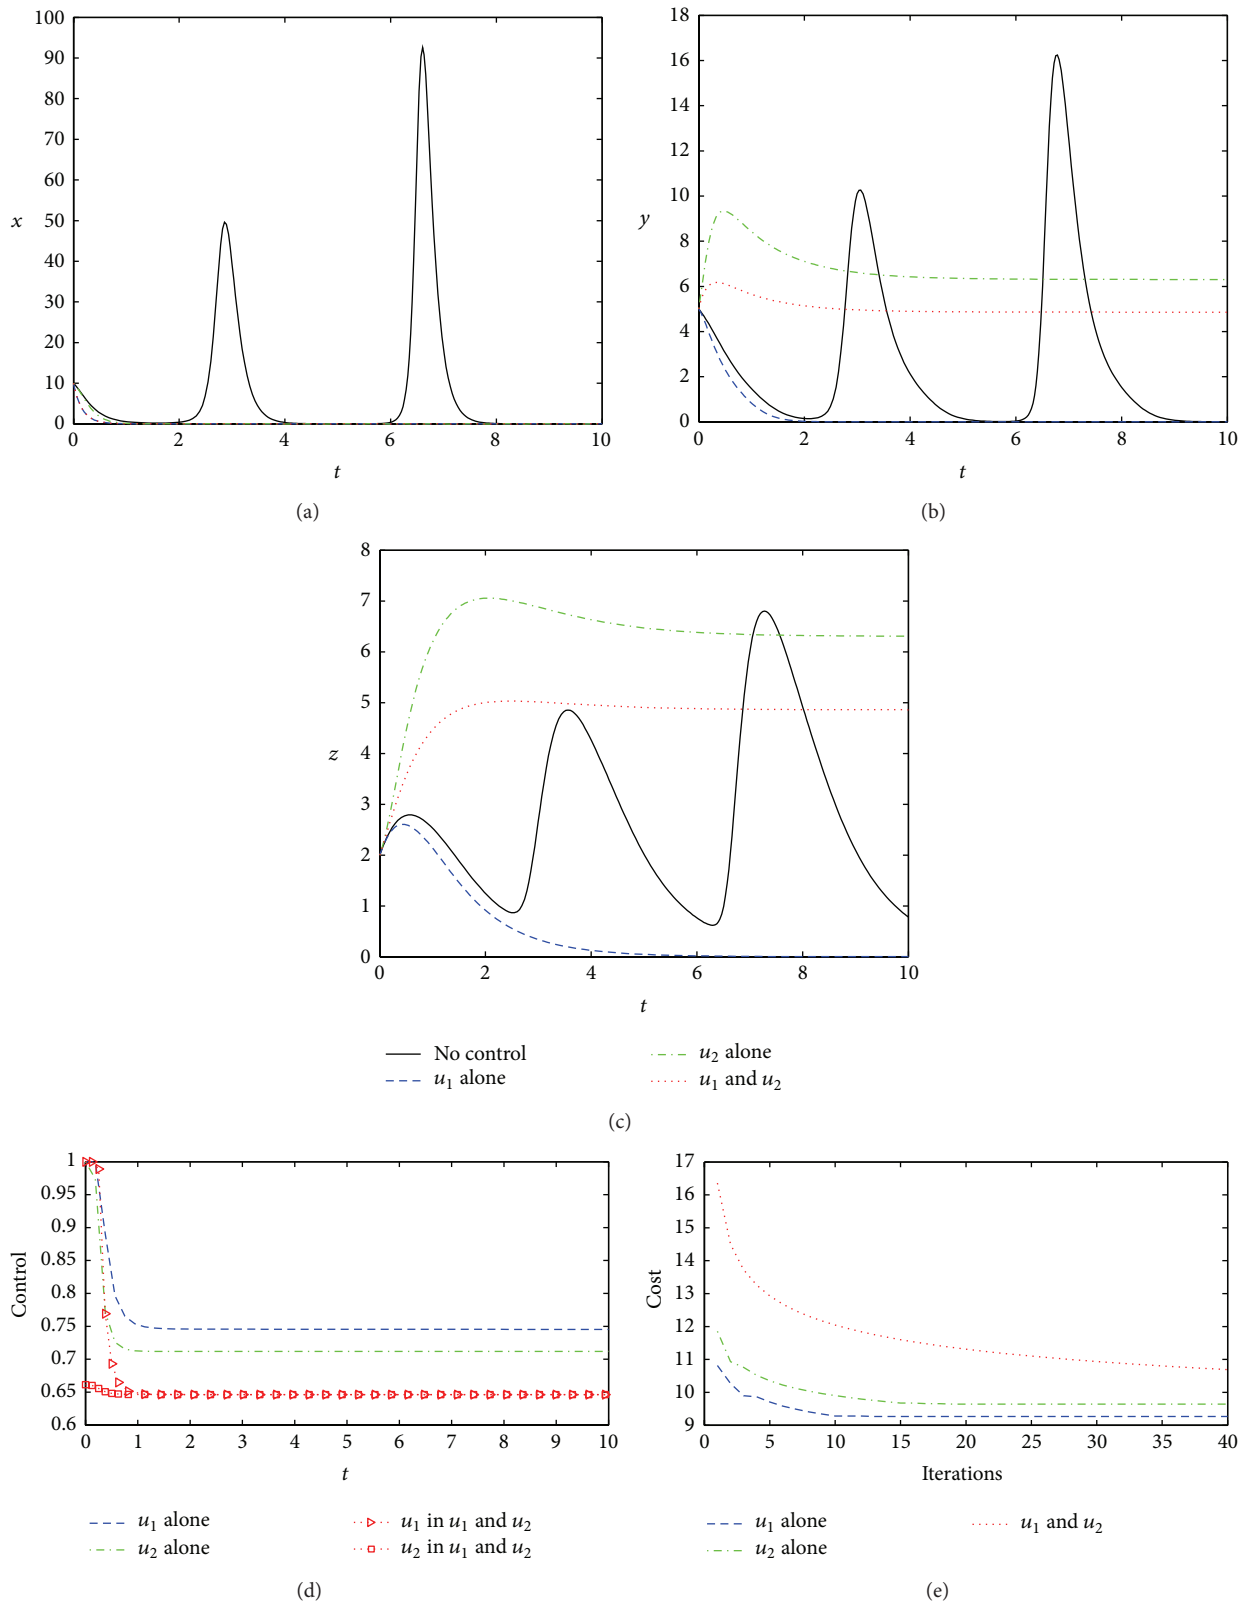 100
90
80
70
60
50
40
30
20
10
0
x
0 2 4 6 8 10
t
(a)
18
16
14
12
10
8
6
4
2
0
y
0 2 4 6 8 10
t
(b)
8
7
6
5
4
3
2
1
0
z
0 2 4 6 8 10
t
No control
u₁ alone
u₂ alone
u₁ and u₂
(c)
1
0.95
0.9
0.85
0.8
0.75
0.7
0.65
0.6
Control
0 1 2 3 4 5 6 7 8 9 10
t
u₁ alone
u₂ alone
u₁ in u₁ and u₂
u₂ in u₁ and u₂
(d)
17
16
15
14
13
12
11
10
9
Cost
0 5 10 15 20 25 30 35 40
Iterations
u₁ alone
u₂ alone
u₁ and u₂
(e)